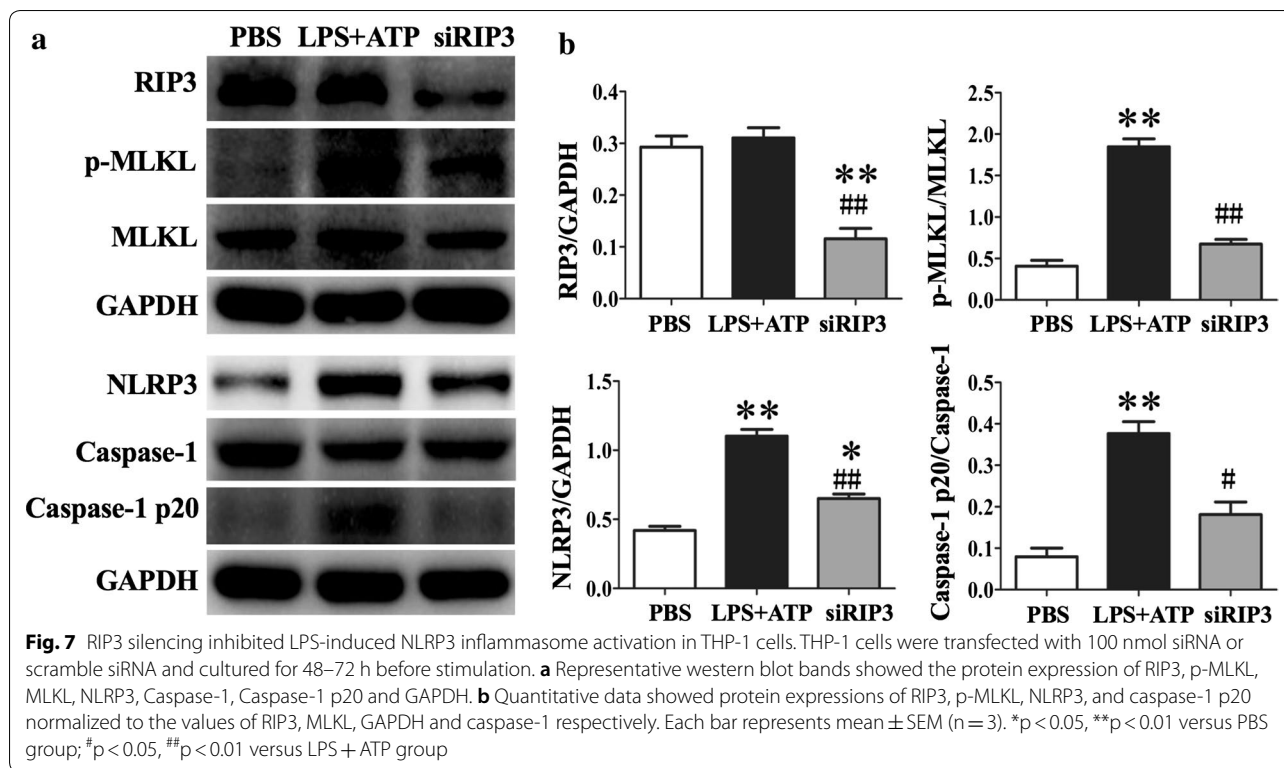 a
PBS LPS+ATP siRIP3
RIP3
p-MLKL
MLKL
GAPDH
NLRP3
Caspase-1
Caspase-1 p20
GAPDH
b
RIP3/GAPDH
0.4
0.3
0.2
0.1
0.0
**
##
PBS LPS+ATP siRIP3
p-MLKL/MLKL
2.5
2.0
1.5
1.0
0.5
0.0
**
##
PBS LPS+ATP siRIP3
NLRP3/GAPDH
1.5
1.0
0.5
0.0
**
*
##
PBS LPS+ATP siRIP3
Caspase-1 p20/Caspase-1
0.5
0.4
0.3
0.2
0.1
0.0
**
#
PBS LPS+ATP siRIP3
Fig. 7 RIP3 silencing inhibited LPS-induced NLRP3 inflammasome activation in THP-1 cells. THP-1 cells were transfected with 100 nmol siRNA or
scramble siRNA and cultured for 48–72 h before stimulation. a Representative western blot bands showed the protein expression of RIP3, p-MLKL,
MLKL, NLRP3, Caspase-1, Caspase-1 p20 and GAPDH. b Quantitative data showed protein expressions of RIP3, p-MLKL, NLRP3, and caspase-1 p20
normalized to the values of RIP3, MLKL, GAPDH and caspase-1 respectively. Each bar represents mean ± SEM (n = 3). *p < 0.05, **p < 0.01 versus PBS
group; #p < 0.05, ##p < 0.01 versus LPS + ATP group